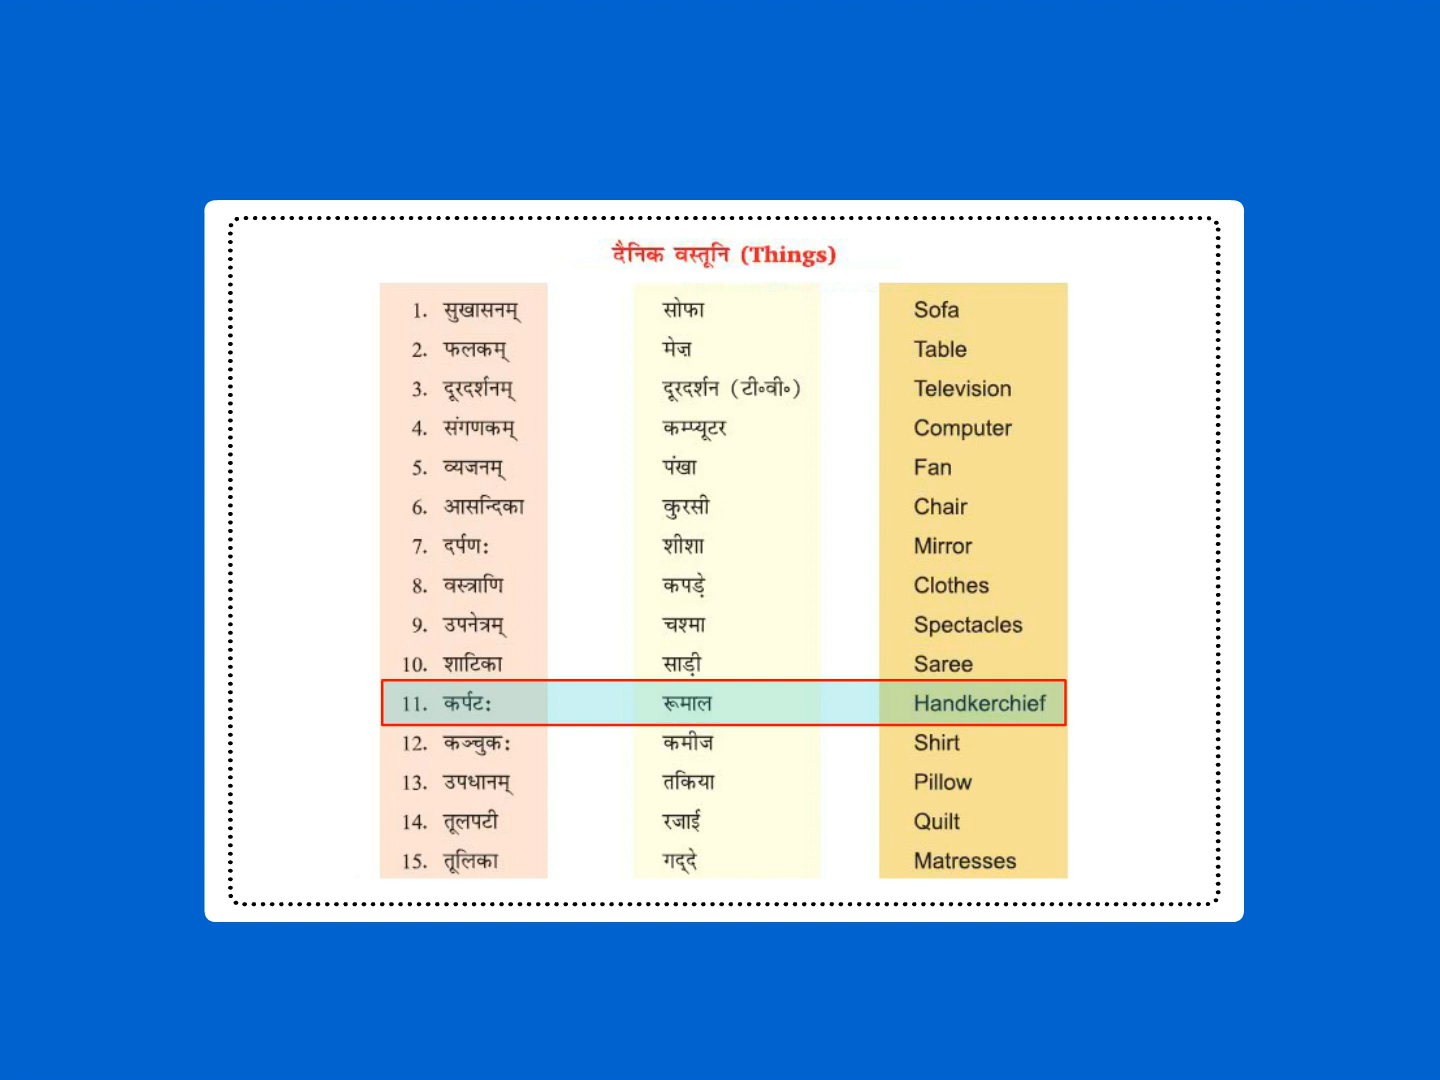 दैनिक वस्तूनि (Things)
1. सुखासनम् सोफा Sofa
2. फलकम् मेज़ Table
3. दूरदर्शनम् दूरदर्शन (टी॰वी॰) Television
4. संगणकम् कम्प्यूटर Computer
5. व्यजनम् पंखा Fan
6. आसन्दिका कुरसी Chair
7. दर्पण: शीशा Mirror
8. वस्त्राणि कपड़े Clothes
9. उपनेत्रम् चश्मा Spectacles
10. शाटिका साड़ी Saree
11. कर्पट: रूमाल Handkerchief
12. कञ्चुक: कमीज Shirt
13. उपधानम् तकिया Pillow
14. तूलपटी रजाई Quilt
15. तूलिका गद्‌दे Matresses